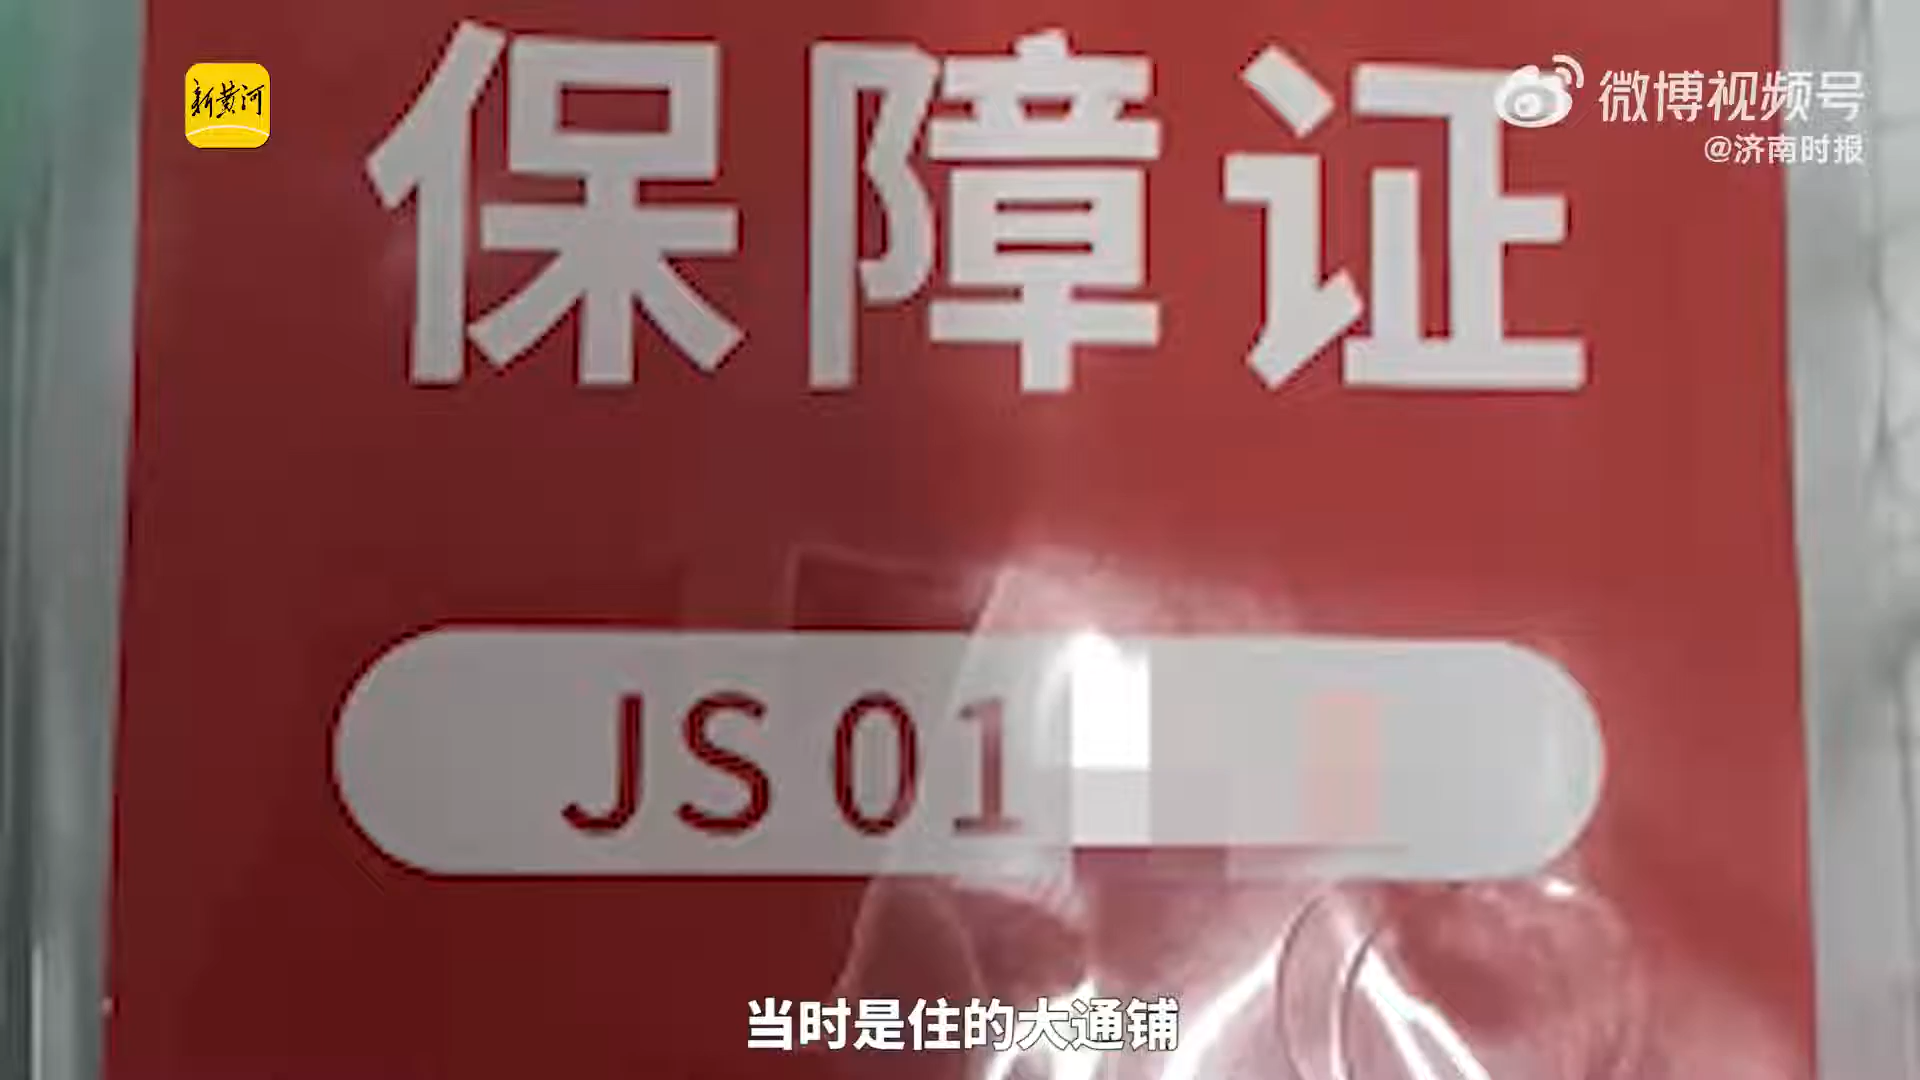 保障证
新黄河
微博视频号
@济南时报
JS01
当时是住的大通铺